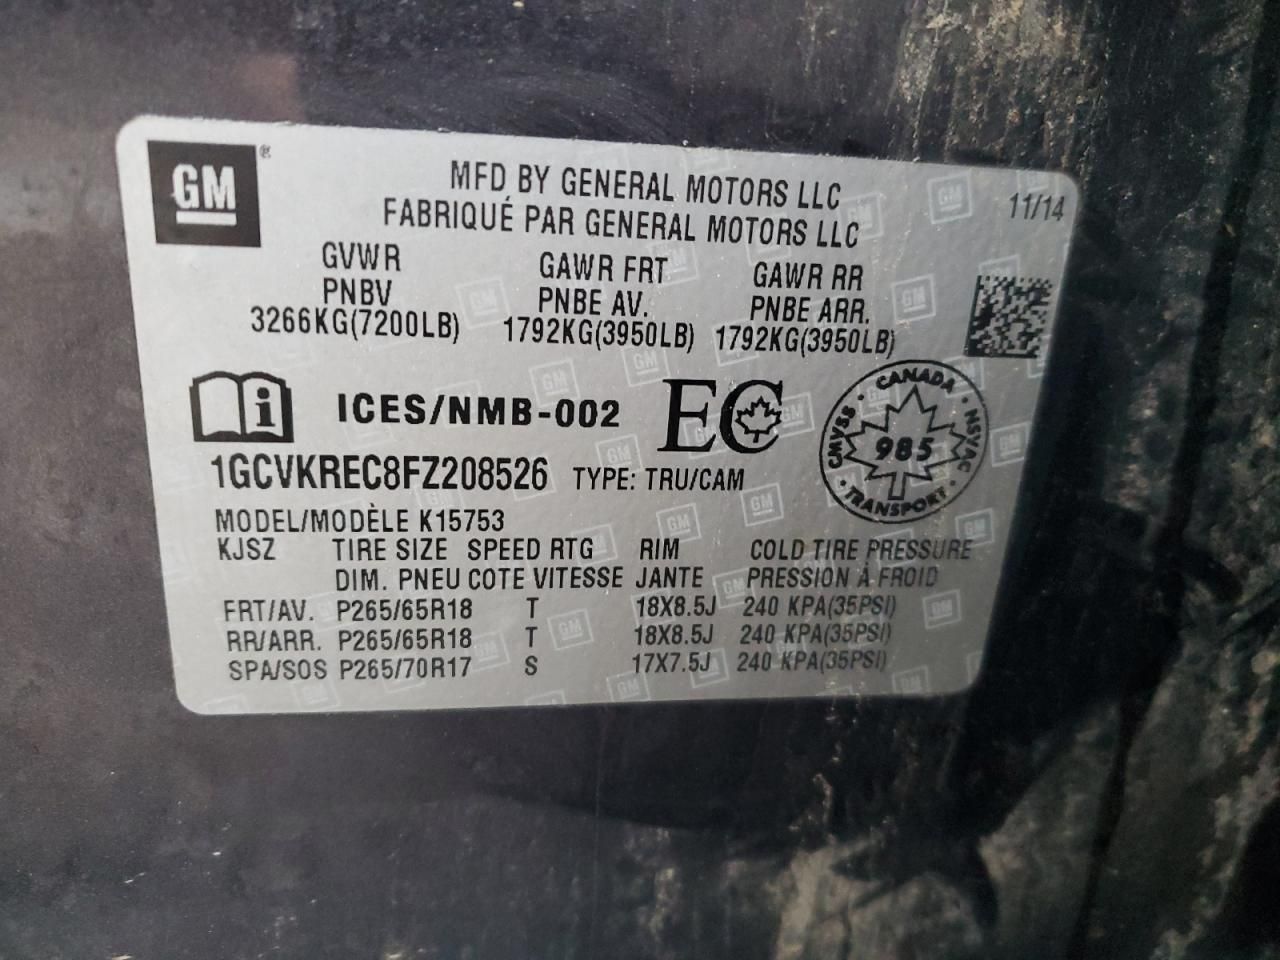 GM®
MFD BY GENERAL MOTORS LLC
FABRIQUÉ PAR GENERAL MOTORS LLC
11/14
GVWR GAWR FRT GAWR RR
PNBV PNBE AV. PNBE ARR.
3266KG(7200LB) 1792KG(3950LB) 1792KG(3950LB)
i ICES/NMB-002 EC
CANADA · NSVAC · TRANSPORT · CMVSS ·
985
1GCVKREC8FZ208526 TYPE: TRU/CAM
MODEL/MODÈLE K15753
KJSZ TIRE SIZE SPEED RTG RIM COLD TIRE PRESSURE
DIM. PNEU COTE VITESSE JANTE PRESSION À FROID
FRT/AV. P265/65R18 T 18X8.5J 240 KPA(35PSI)
RR/ARR. P265/65R18 T 18X8.5J 240 KPA(35PSI)
SPA/SOS P265/70R17 S 17X7.5J 240 KPA(35PSI)